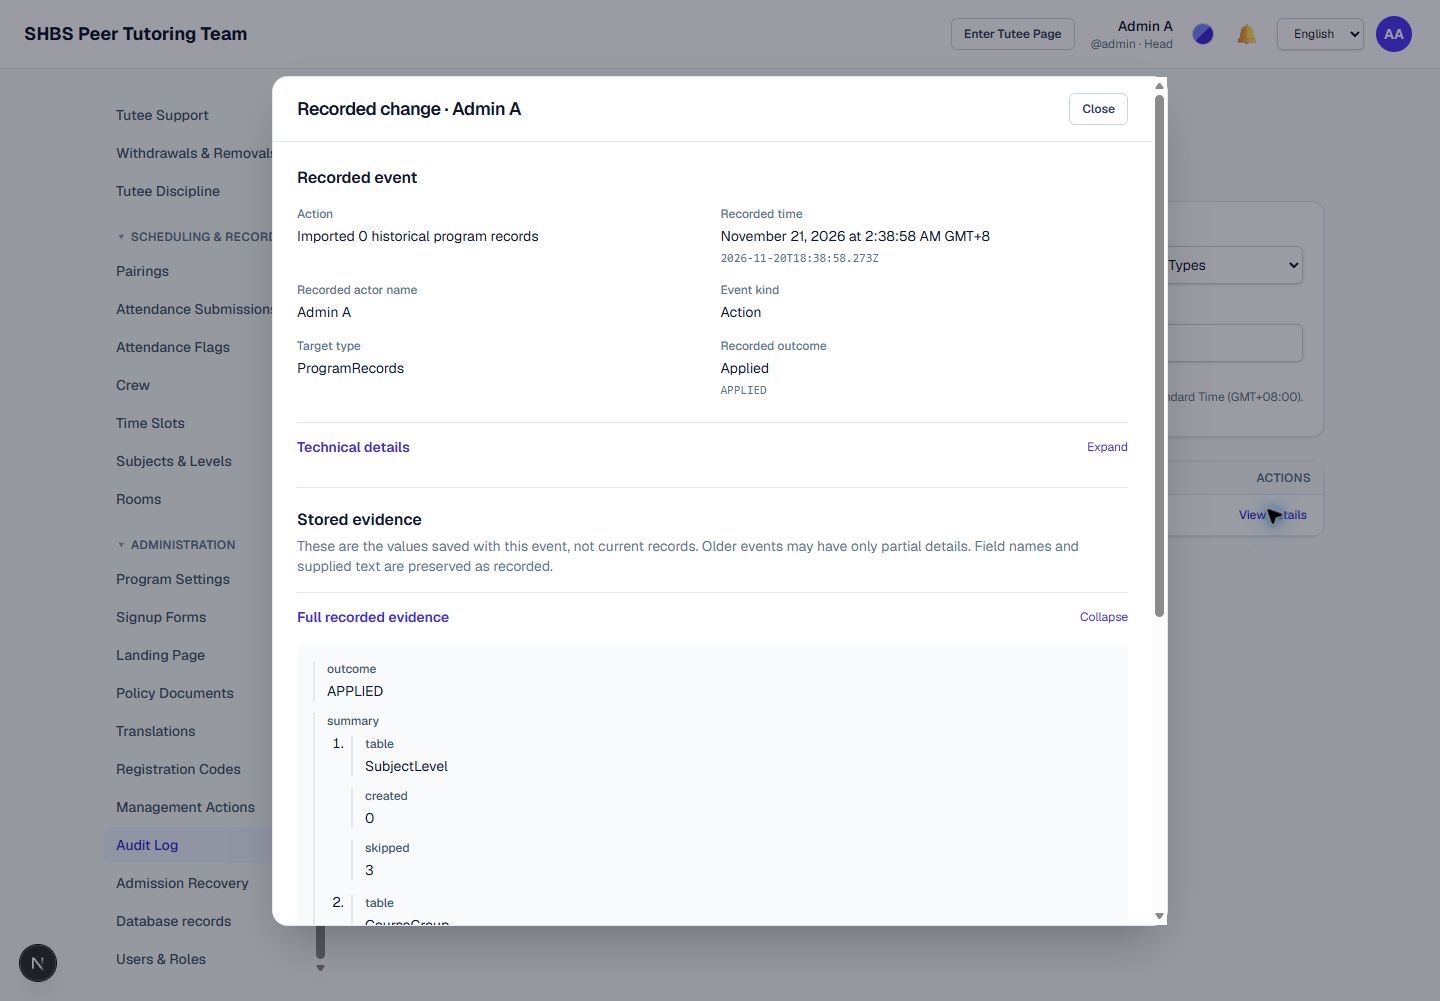 SHBS Peer Tutoring Team
Enter Tutee Page
Admin A
@admin · Head
English
AA
Tutee Support
Withdrawals & Removals
Tutee Discipline
SCHEDULING & RECORD
Pairings
Attendance Submissions
Attendance Flags
Crew
Time Slots
Subjects & Levels
Rooms
ADMINISTRATION
Program Settings
Signup Forms
Landing Page
Policy Documents
Translations
Registration Codes
Management Actions
Audit Log
Admission Recovery
Database records
Users & Roles
N
Recorded change · Admin A
Close
Recorded event
Action
Imported 0 historical program records
Recorded time
November 21, 2026 at 2:38:58 AM GMT+8
2026-11-20T18:38:58.273Z
Recorded actor name
Admin A
Event kind
Action
Target type
ProgramRecords
Recorded outcome
Applied
APPLIED
Technical details
Expand
Stored evidence
These are the values saved with this event, not current records. Older events may have only partial details. Field names and
supplied text are preserved as recorded.
Full recorded evidence
Collapse
outcome
APPLIED
summary
1.
table
SubjectLevel
created
0
skipped
3
2.
table
CourseGroup
Types
ndard Time (GMT+08:00).
ACTIONS
View tails